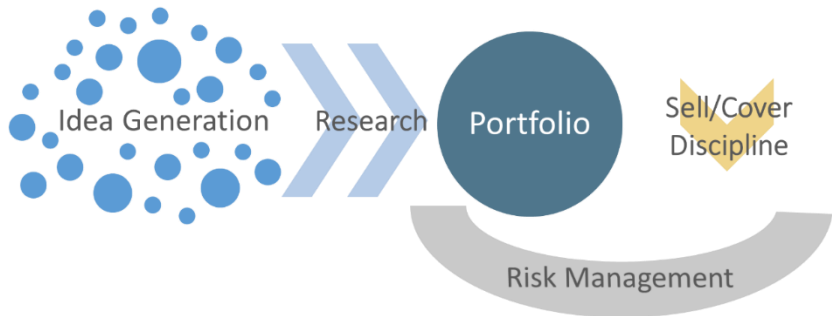 Idea Generation
Research
Portfolio
Sell/Cover
Discipline
Risk Management